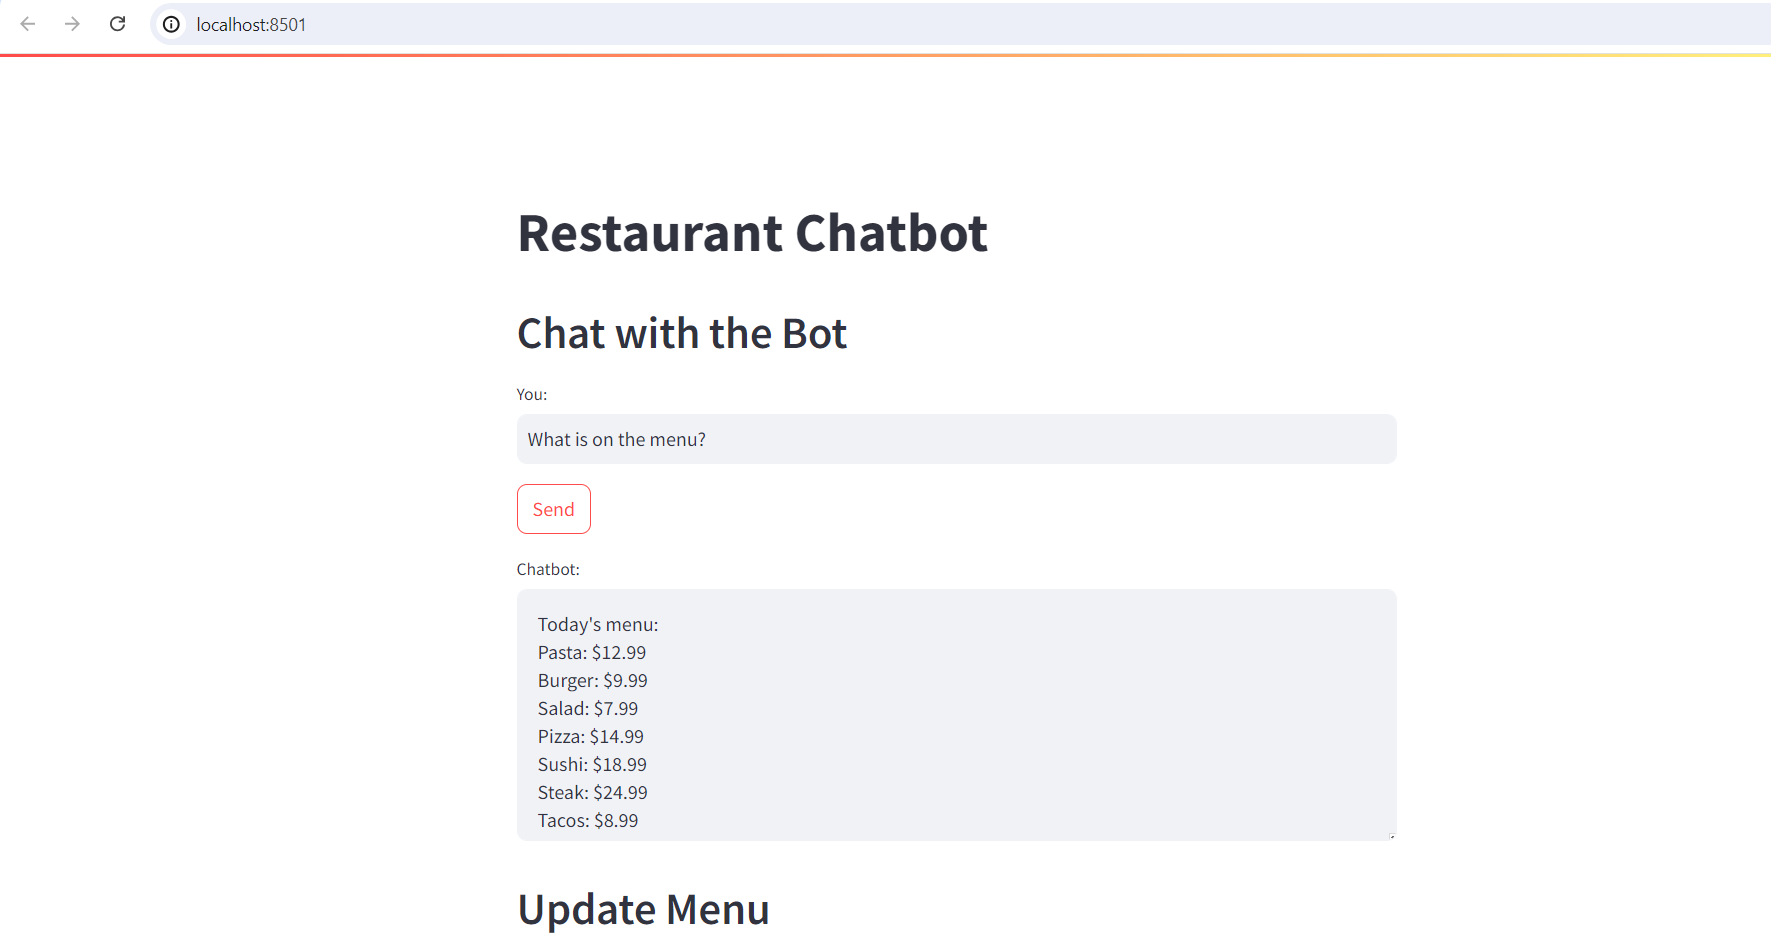 localhost:8501
Restaurant Chatbot
Chat with the Bot
You:
What is on the menu?
Send
Chatbot:
Today's menu:
Pasta: $12.99
Burger: $9.99
Salad: $7.99
Pizza: $14.99
Sushi: $18.99
Steak: $24.99
Tacos: $8.99
Update Menu